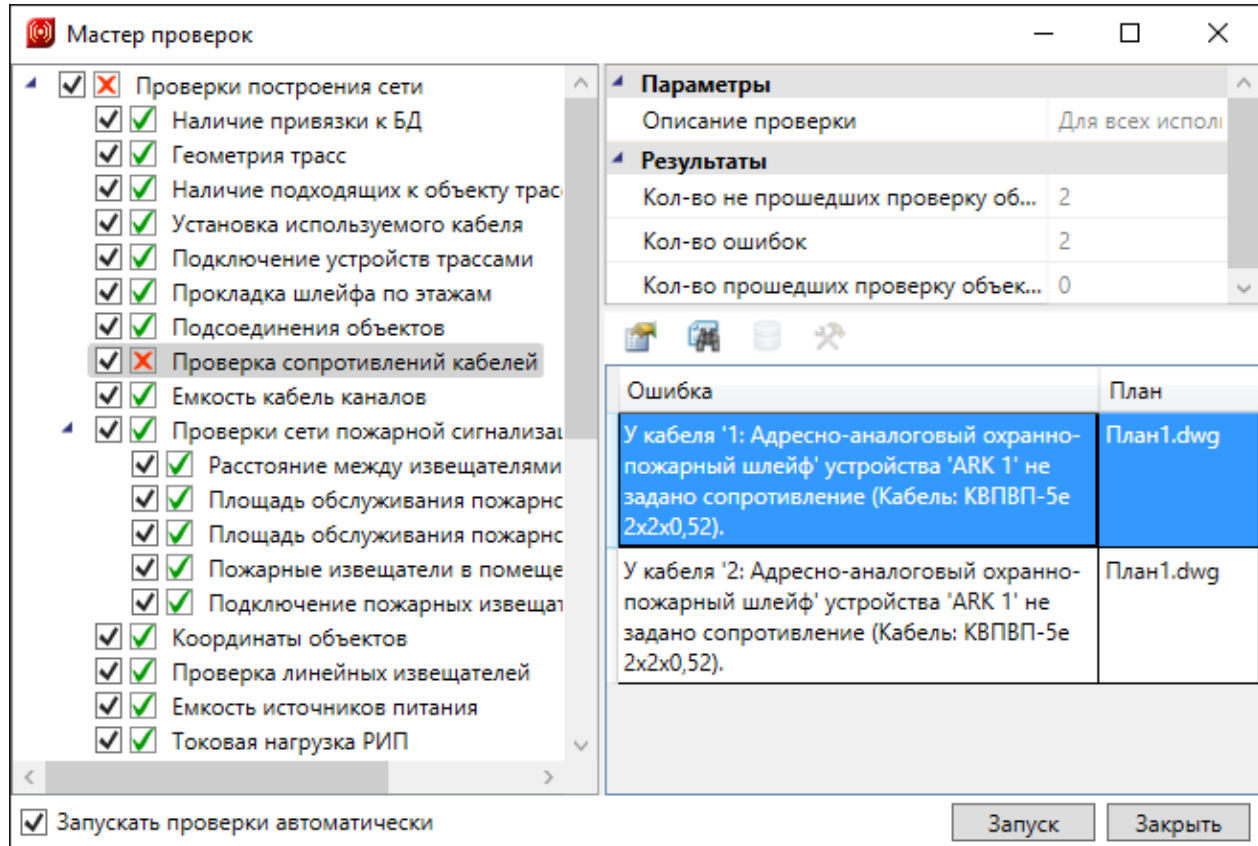 Мастер проверок
Проверки построения сети
Наличие привязки к БД
Геометрия трасс
Наличие подходящих к объекту трас
Установка используемого кабеля
Подключение устройств трассами
Прокладка шлейфа по этажам
Подсоединения объектов
Проверка сопротивлений кабелей
Емкость кабель каналов
Проверки сети пожарной сигнализац
Расстояние между извещателями
Площадь обслуживания пожарнс
Площадь обслуживания пожарнс
Пожарные извещатели в помеще
Подключение пожарных извещат
Координаты объектов
Проверка линейных извещателей
Емкость источников питания
Токовая нагрузка РИП
Параметры
Описание проверки Для всех исполı
Результаты
Кол-во не прошедших проверку об... 2
Кол-во ошибок 2
Кол-во прошедших проверку объек... 0
Ошибка План
У кабеля '1: Адресно-аналоговый охранно- План1.dwg
пожарный шлейф' устройства 'ARK 1' не
задано сопротивление (Кабель: КВПВП-5е
2х2х0,52).
У кабеля '2: Адресно-аналоговый охранно- План1.dwg
пожарный шлейф' устройства 'ARK 1' не
задано сопротивление (Кабель: КВПВП-5е
2х2х0,52).
Запускать проверки автоматически
Запуск Закрыть